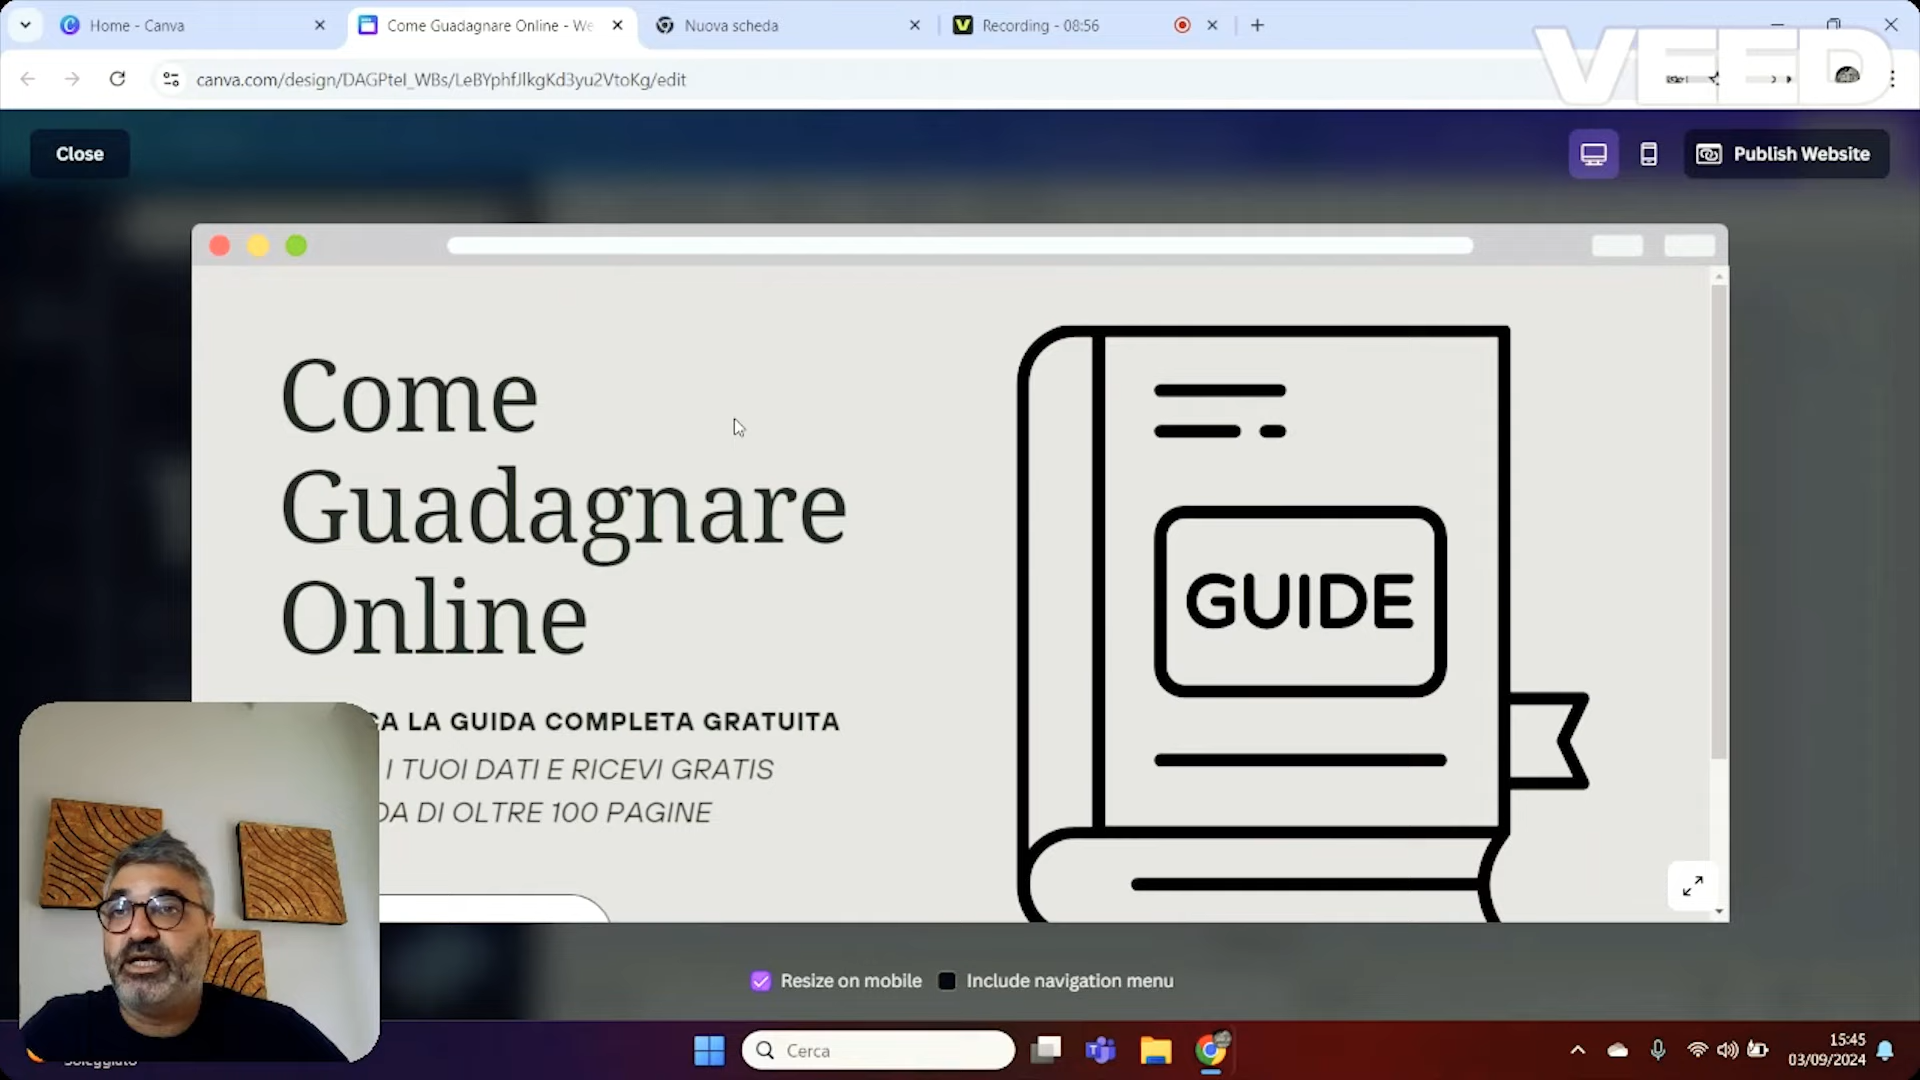 Home - Canva
Come Guadagnare Online - We
Nuova scheda
Recording - 08:56
canva.com/design/DAGPtel_WBs/LeBYphfJlkgKd3yu2VtoKg/edit
VEED
Close
Publish Website
Come
Guadagnare
Online
GUIDE
CA LA GUIDA COMPLETA GRATUITA
I TUOI DATI E RICEVI GRATIS
DA DI OLTRE 100 PAGINE
Resize on mobile
Include navigation menu
Soleggiato
Cerca
15:45
03/09/2024